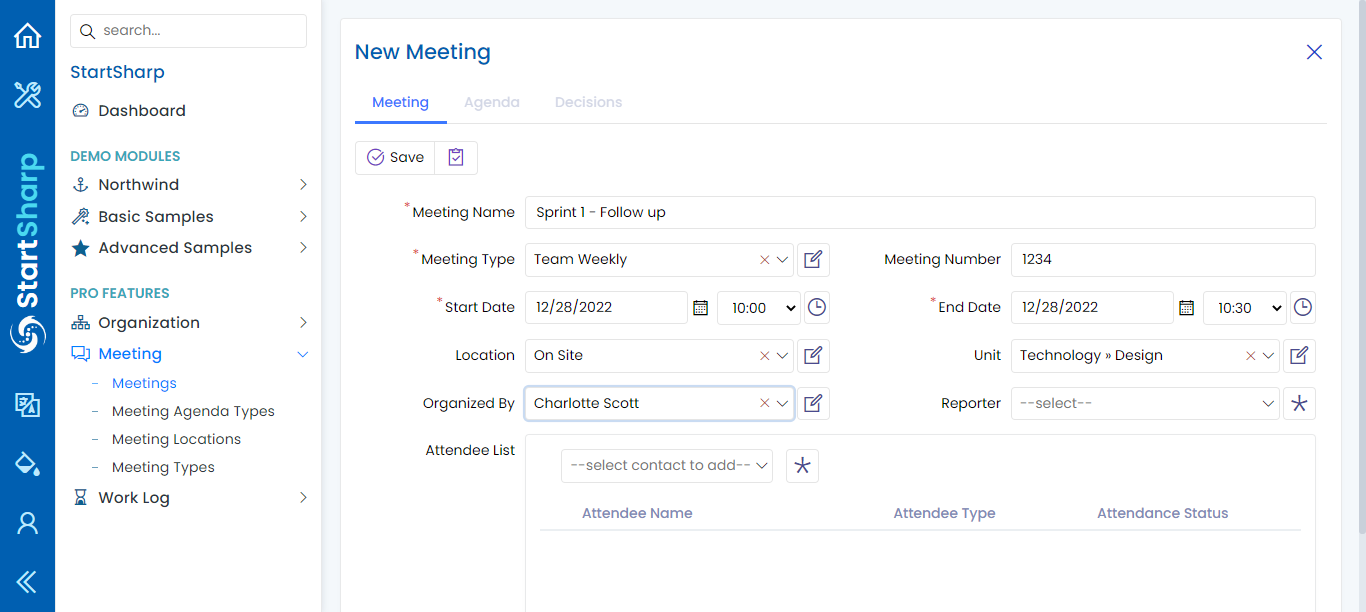 StartSharp
search...
StartSharp
Dashboard
DEMO MODULES
Northwind
Basic Samples
Advanced Samples
PRO FEATURES
Organization
Meeting
– Meetings
– Meeting Agenda Types
– Meeting Locations
– Meeting Types
Work Log
New Meeting
Meeting Agenda Decisions
Save
*Meeting Name Sprint 1 - Follow up
*Meeting Type Team Weekly Meeting Number 1234
*Start Date 12/28/2022 10:00 *End Date 12/28/2022 10:30
Location On Site Unit Technology » Design
Organized By Charlotte Scott Reporter --select--
Attendee List --select contact to add--
Attendee Name Attendee Type Attendance Status